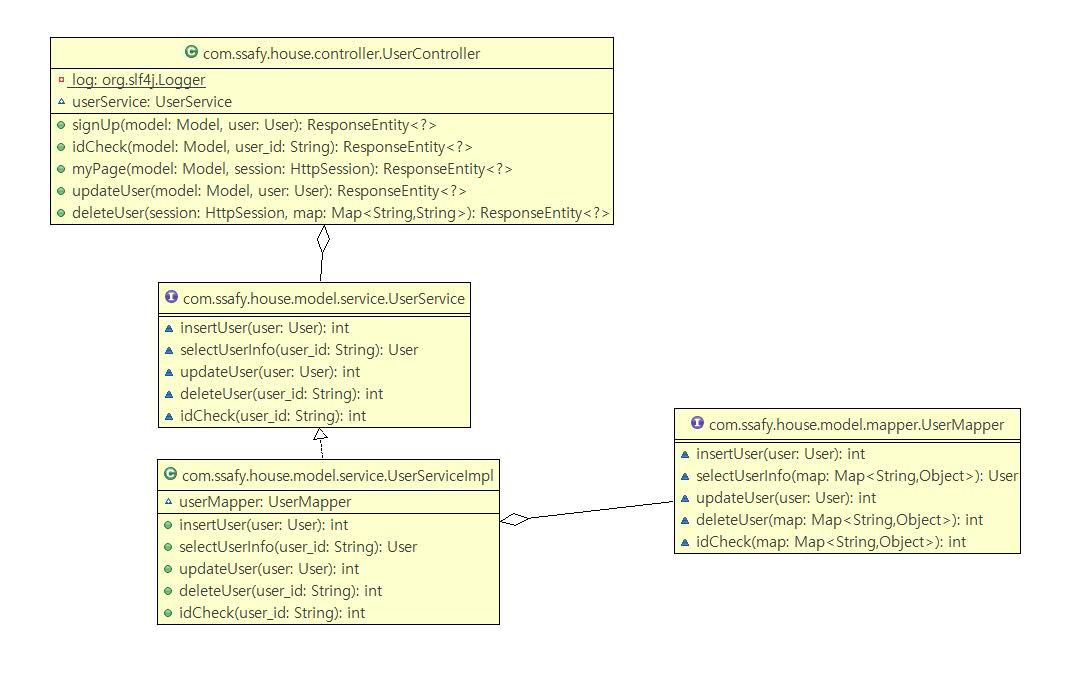 com.ssafy.house.controller.UserController
log: org.slf4j.Logger
userService: UserService
signUp(model: Model, user: User): ResponseEntity<?>
idCheck(model: Model, user_id: String): ResponseEntity<?>
myPage(model: Model, session: HttpSession): ResponseEntity<?>
updateUser(model: Model, user: User): ResponseEntity<?>
deleteUser(session: HttpSession, map: Map<String,String>): ResponseEntity<?>
com.ssafy.house.model.service.UserService
insertUser(user: User): int
selectUserInfo(user_id: String): User
updateUser(user: User): int
deleteUser(user_id: String): int
idCheck(user_id: String): int
com.ssafy.house.model.service.UserServiceImpl
userMapper: UserMapper
insertUser(user: User): int
selectUserInfo(user_id: String): User
updateUser(user: User): int
deleteUser(user_id: String): int
idCheck(user_id: String): int
com.ssafy.house.model.mapper.UserMapper
insertUser(user: User): int
selectUserInfo(map: Map<String,Object>): User
updateUser(user: User): int
deleteUser(map: Map<String,Object>): int
idCheck(map: Map<String,Object>): int